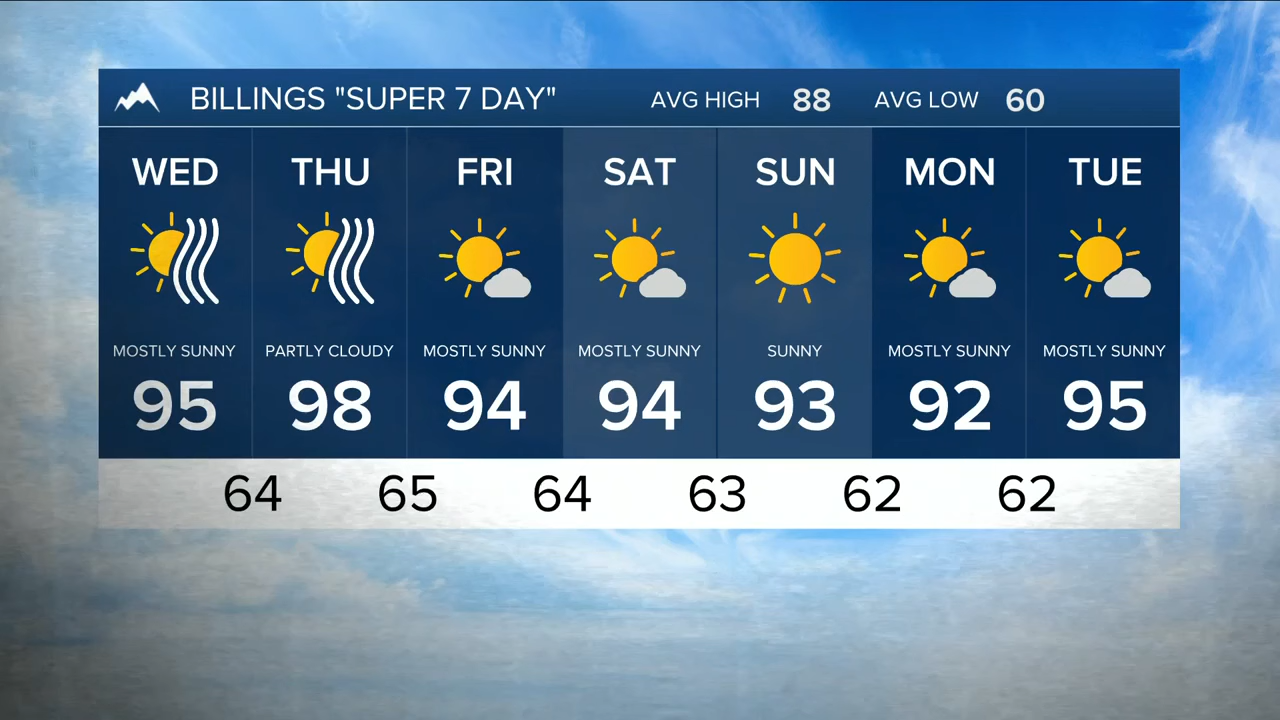 BILLINGS "SUPER 7 DAY" AVG HIGH 88 AVG LOW 60
WED THU FRI SAT SUN MON TUE
MOSTLY SUNNY PARTLY CLOUDY MOSTLY SUNNY MOSTLY SUNNY SUNNY MOSTLY SUNNY MOSTLY SUNNY
95 98 94 94 93 92 95
64 65 64 63 62 62